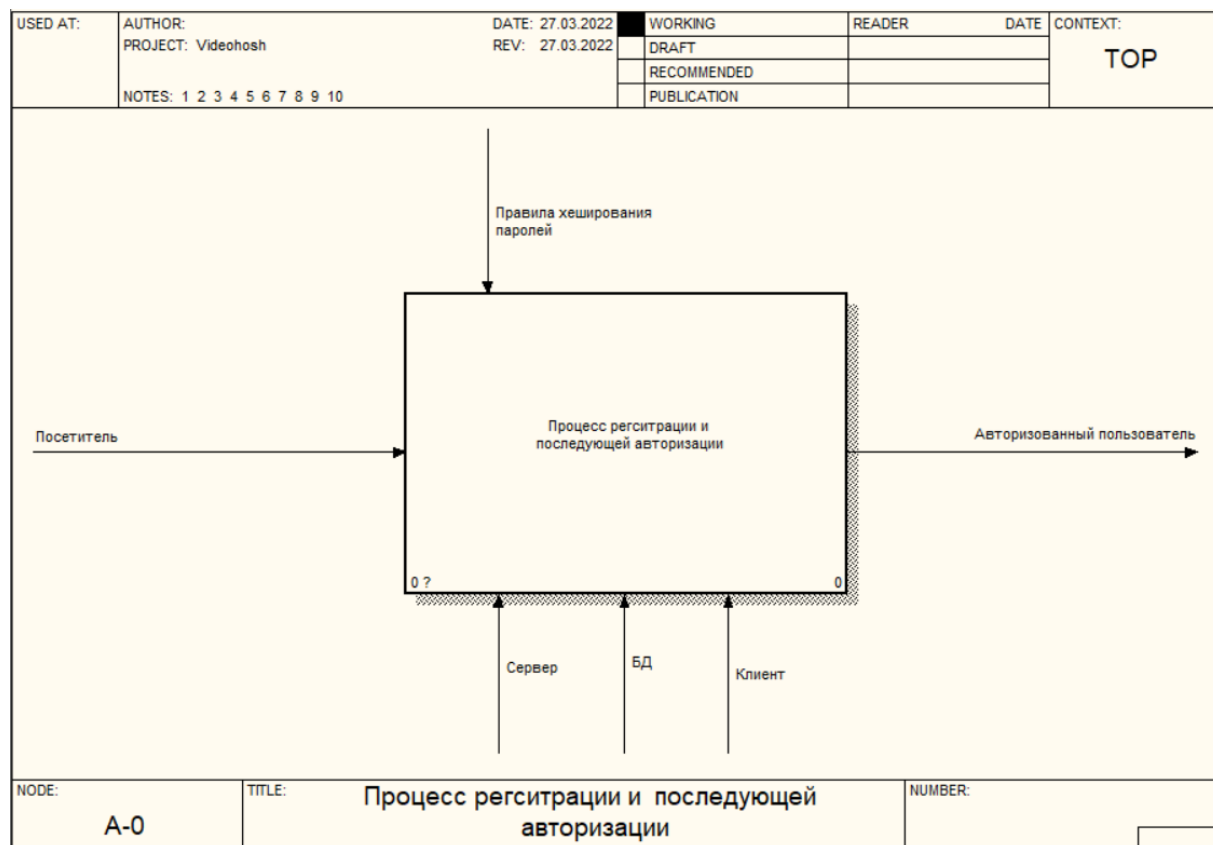 USED AT:
AUTHOR:
DATE: 27.03.2022
PROJECT: Videohosh
REV: 27.03.2022
NOTES: 1 2 3 4 5 6 7 8 9 10
WORKING
DRAFT
RECOMMENDED
PUBLICATION
READER
DATE
CONTEXT:
TOP
Правила хеширования
паролей
Посетитель
Процесс регситрации и
последующей авторизации
Авторизованный пользователь
0 ?
0
Сервер
БД
Клиент
NODE:
A-0
TITLE:
Процесс регситрации и последующей
авторизации
NUMBER: